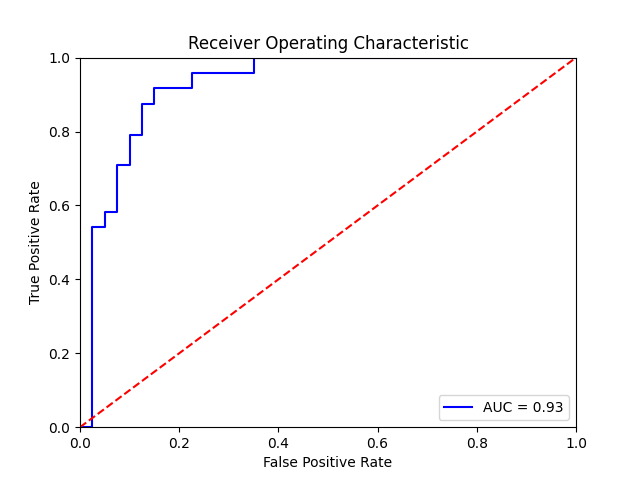 Receiver Operating Characteristic
True Positive Rate
1.0
0.8
0.6
0.4
0.2
0.0
AUC = 0.93
0.0 0.2 0.4 0.6 0.8 1.0
False Positive Rate